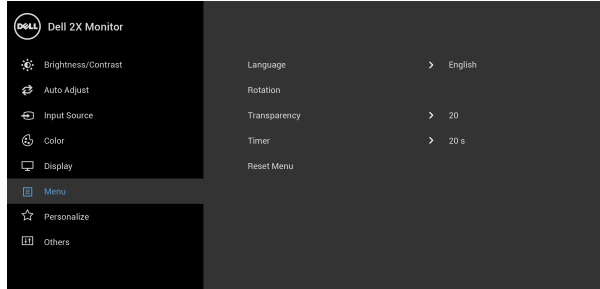 DELL Dell 2X Monitor
Brightness/Contrast
Auto Adjust
Input Source
Color
Display
Menu
Personalize
Others
Language > English
Rotation
Transparency > 20
Timer > 20 s
Reset Menu